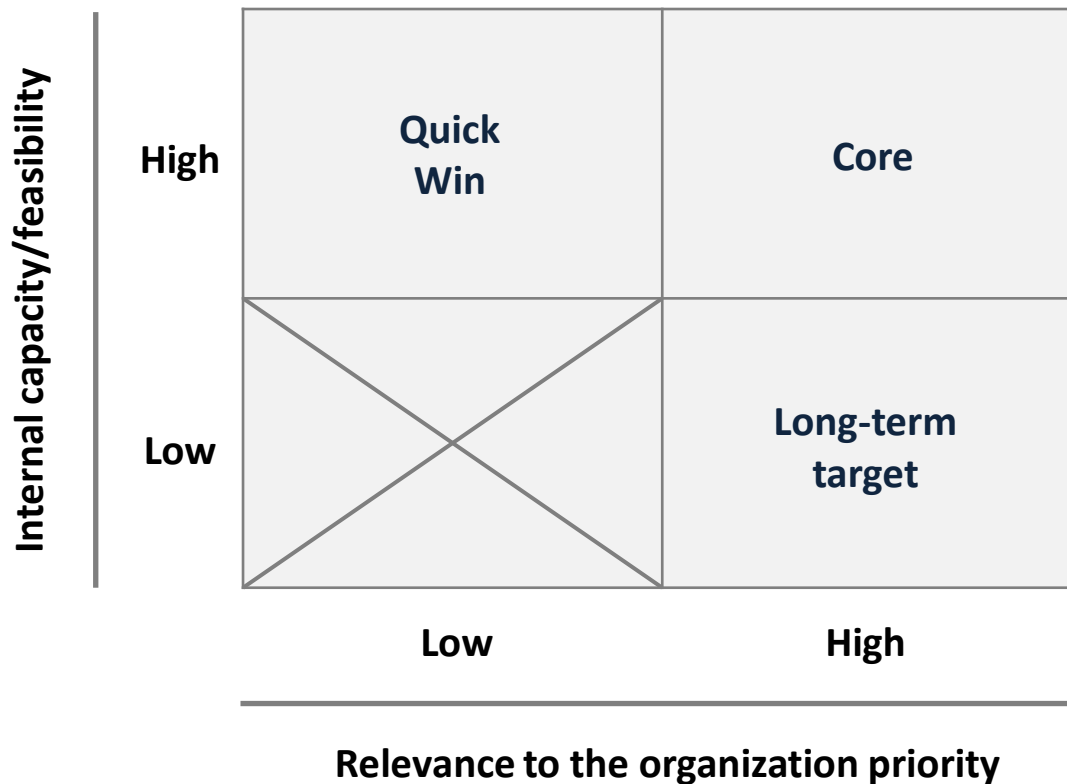 Internal capacity/feasibility
High
Quick
Win
Core
Low
Long-term
target
Low
High
Relevance to the organization priority